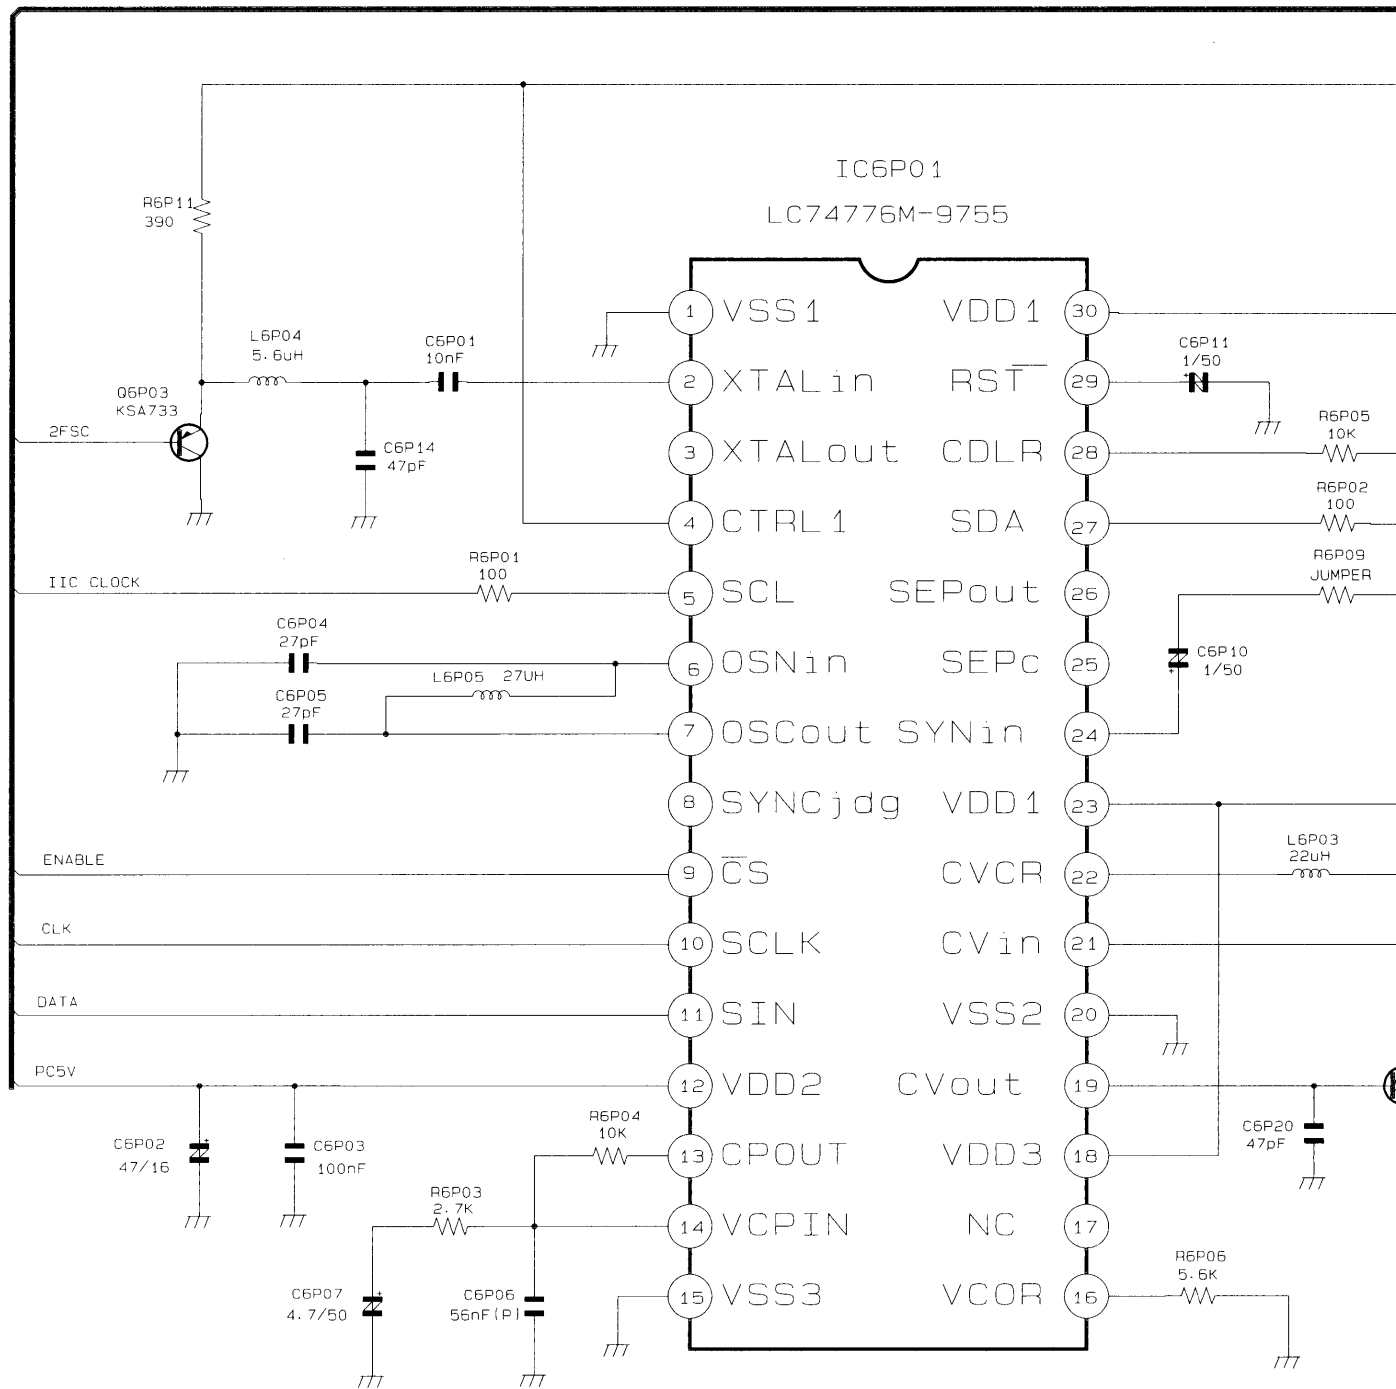 IC6P01
LC74776M-9755
R6P11
390
L6P04
5.6uH
C6P01
10nF
Q6P03
KSA733
2FSC
C6P14
47pF
R6P01
100
IIC CLOCK
C6P04
27pF
L6P05 27UH
C6P05
27pF
ENABLE
CLK
DATA
PC5V
C6P02
47/16
C6P03
100nF
R6P04
10K
R6P03
2.7K
C6P07
4.7/50
C6P06
56nF(P)
1 VSS1 VDD1 30
2 XTALin RST 29
3 XTALout CDLR 28
4 CTRL1 SDA 27
5 SCL SEPout 26
6 OSNin SEPc 25
7 OSCout SYNin 24
8 SYNCjdg VDD1 23
9 CS CVCR 22
10 SCLK CVin 21
11 SIN VSS2 20
12 VDD2 CVout 19
13 CPOUT VDD3 18
14 VCPIN NC 17
15 VSS3 VCOR 16
C6P11
1/50
R6P05
10K
R6P02
100
R6P09
JUMPER
C6P10
1/50
L6P03
22uH
C6P20
47pF
R6P06
5.6K